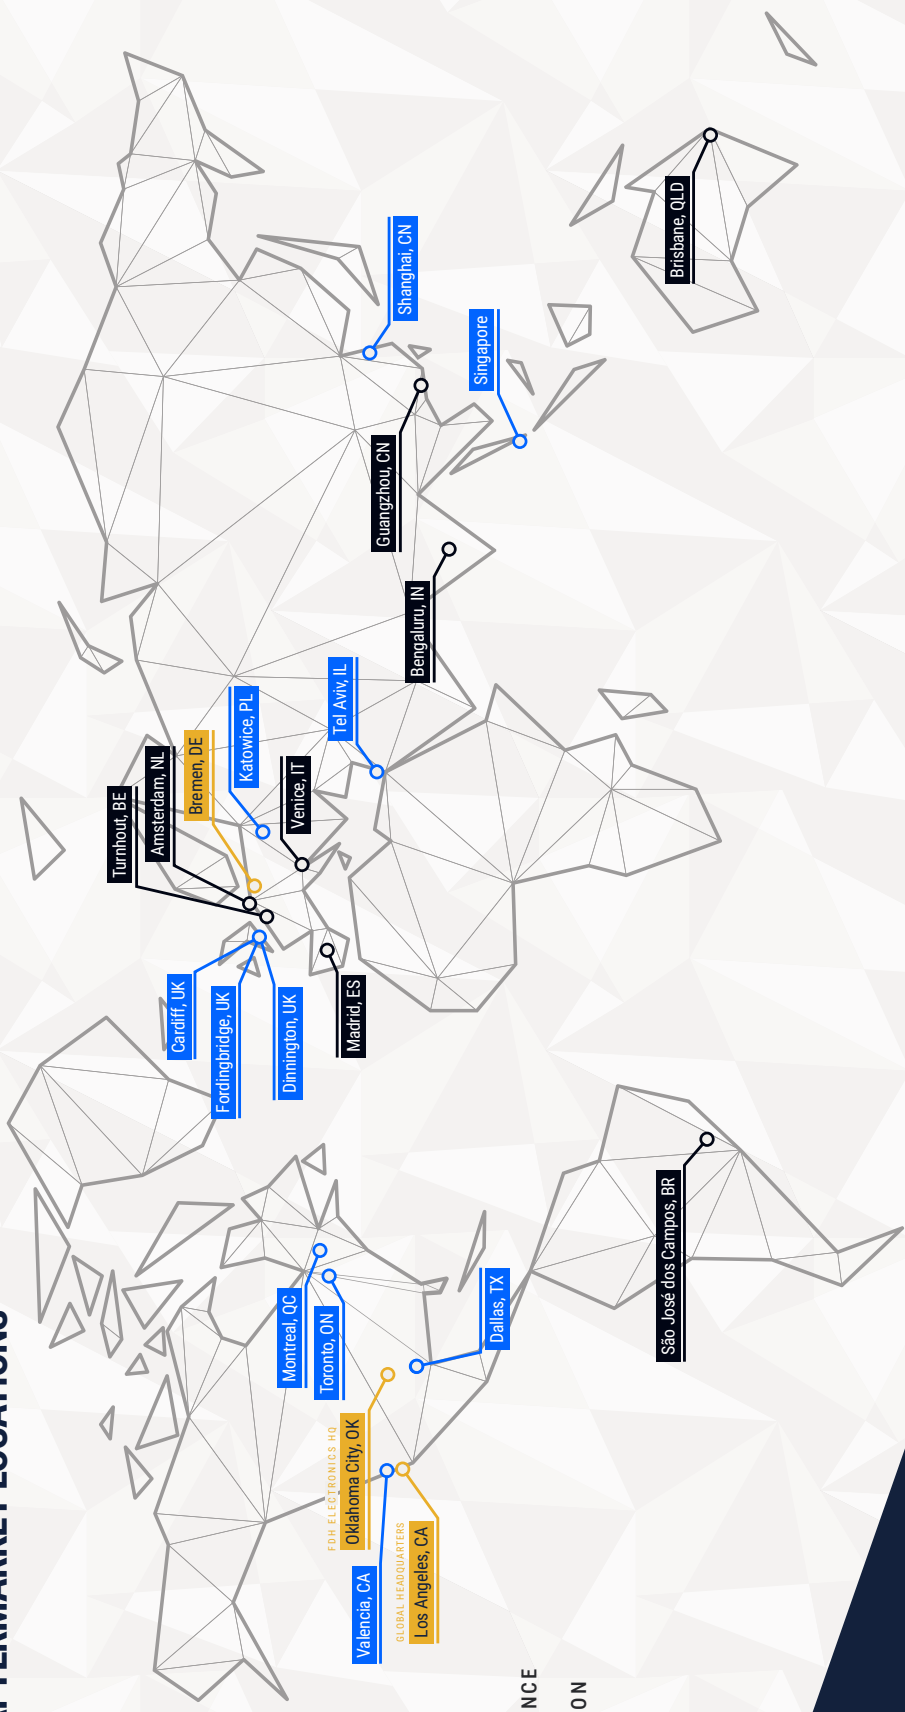 Turnhout, BE
Amsterdam, NL
Bremen, DE
Katowice, PL
Venice, IT
Tel Aviv, IL
Cardiff, UK
Fordingbridge, UK
Dinnington, UK
Madrid, ES
Shanghai, CN
Guangzhou, CN
Singapore
Bengaluru, IN
Brisbane, QLD
Montreal, QC
Toronto, ON
FDH ELECTRONICS HQ
Oklahoma City, OK
Dallas, TX
Valencia, CA
GLOBAL HEADQUARTERS
Los Angeles, CA
São José dos Campos, BR
NCE
ON